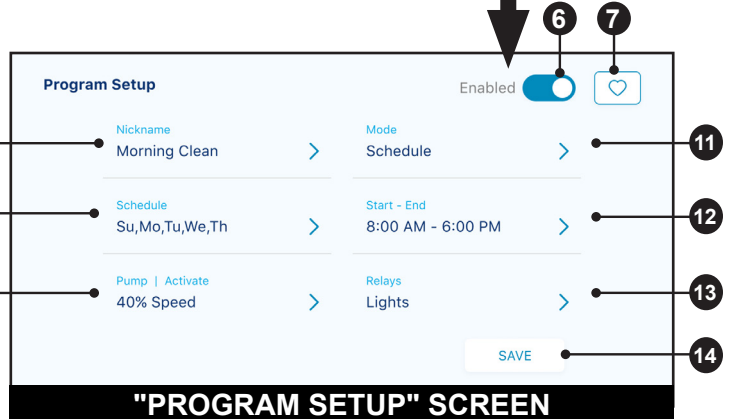 6 7
Program Setup Enabled
Nickname Mode
Morning Clean Schedule 11
Schedule Start - End
Su,Mo,Tu,We,Th 8:00 AM - 6:00 PM 12
Pump | Activate Relays
40% Speed Lights 13
SAVE 14
"PROGRAM SETUP" SCREEN